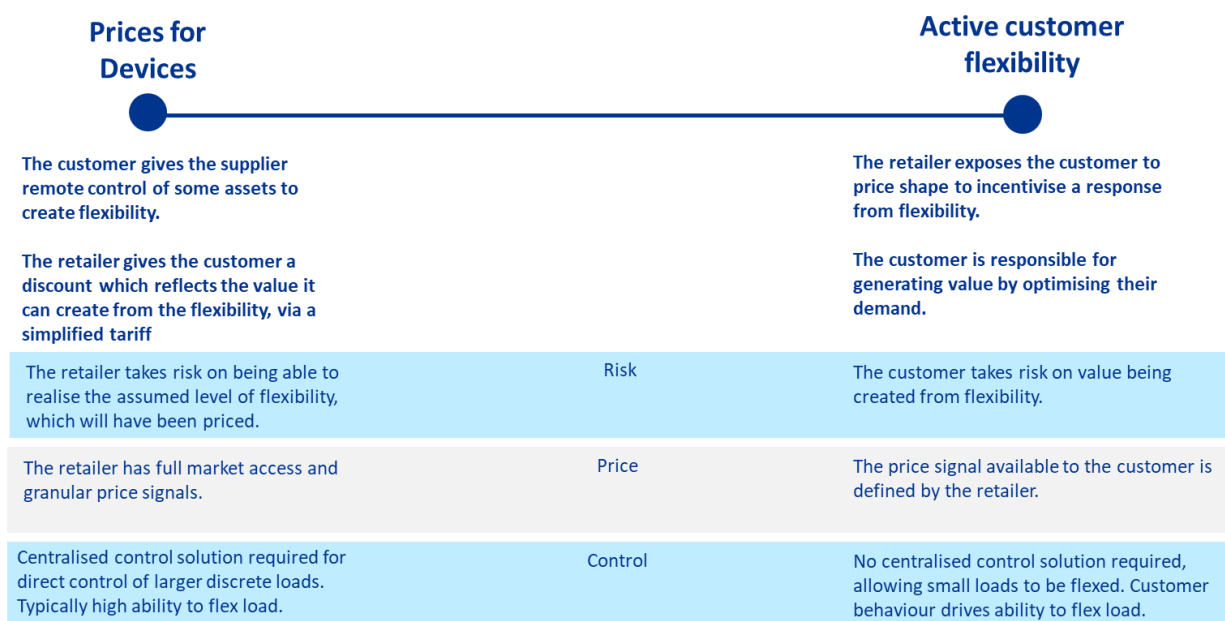 Prices for
Devices
Active customer
flexibility
The customer gives the supplier
remote control of some assets to
create flexibility.
The retailer gives the customer a
discount which reflects the value it
can create from the flexibility, via a
simplified tariff
The retailer exposes the customer to
price shape to incentivise a response
from flexibility.
The customer is responsible for
generating value by optimising their
demand.
The retailer takes risk on being able to
realise the assumed level of flexibility,
which will have been priced.
Risk
The customer takes risk on value being
created from flexibility.
The retailer has full market access and
granular price signals.
Price
The price signal available to the customer is
defined by the retailer.
Centralised control solution required for
direct control of larger discrete loads.
Typically high ability to flex load.
Control
No centralised control solution required,
allowing small loads to be flexed. Customer
behaviour drives ability to flex load.